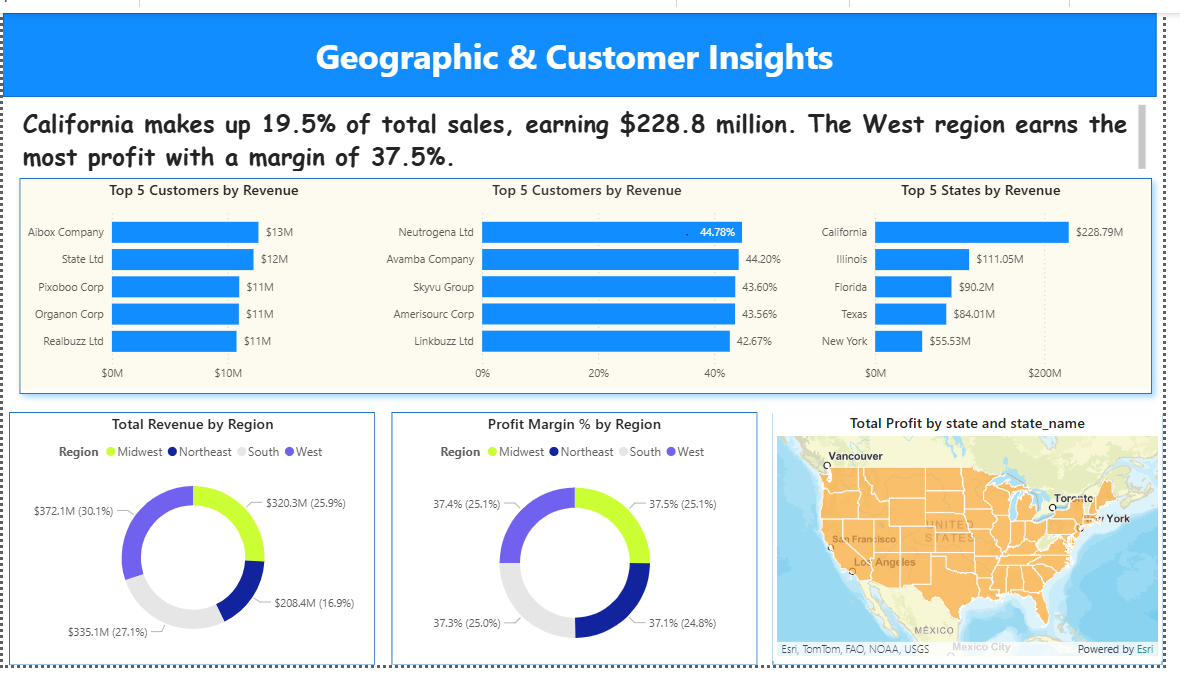 Geographic & Customer Insights
California makes up 19.5% of total sales, earning $228.8 million. The West region earns the
most profit with a margin of 37.5%.
Top 5 Customers by Revenue
Aibox Company $13M
State Ltd $12M
Pixoboo Corp $11M
Organon Corp $11M
Realbuzz Ltd $11M
$0M $10M
Top 5 Customers by Revenue
Neutrogena Ltd 44.78%
Avamba Company 44.20%
Skyvu Group 43.60%
Amerisourc Corp 43.56%
Linkbuzz Ltd 42.67%
0% 20% 40%
Top 5 States by Revenue
California $228.79M
Illinois $111.05M
Florida $90.2M
Texas $84.01M
New York $55.53M
$0M $200M
Total Revenue by Region
Region Midwest Northeast South West
$372.1M (30.1%) $320.3M (25.9%)
$208.4M (16.9%)
$335.1M (27.1%)
Profit Margin % by Region
Region Midwest Northeast South West
37.4% (25.1%) 37.5% (25.1%)
37.3% (25.0%) 37.1% (24.8%)
Total Profit by state and state_name
Vancouver
Toronto
York
UNITED
STATES
San Francisco
Los Angeles
MÉXICO
Mexico City
Esri, TomTom, FAO, NOAA, USGS Powered by Esri